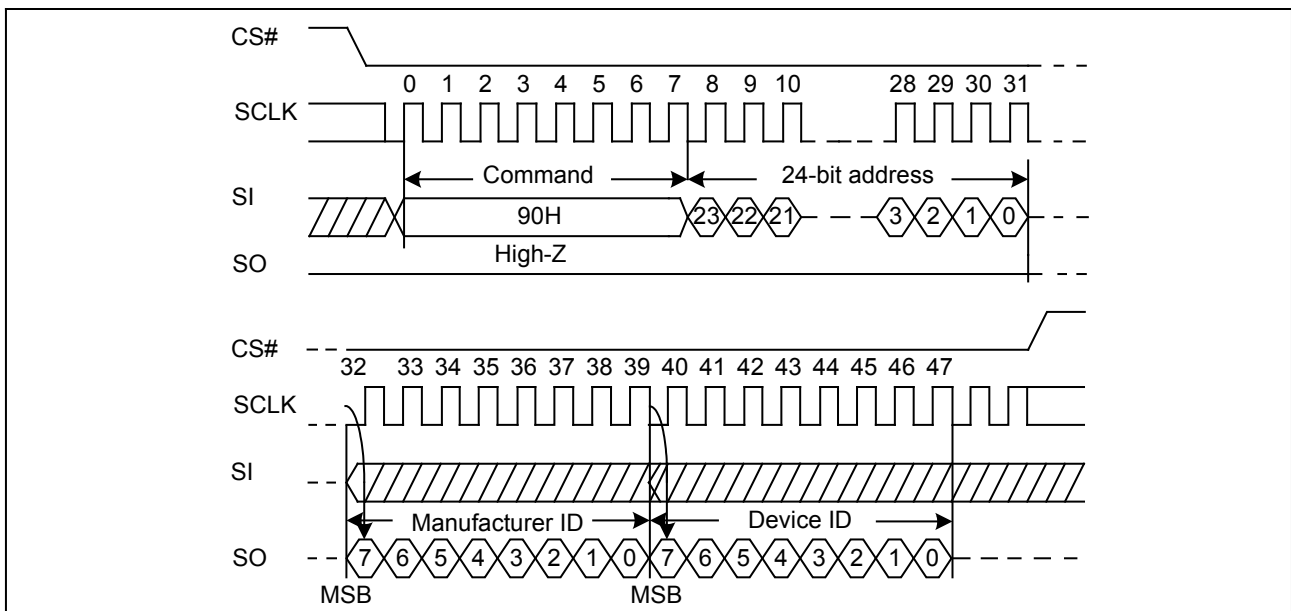 CS#
0 1 2 3 4 5 6 7 8 9 10 28 29 30 31
SCLK
Command 24-bit address
SI
90H 23 22 21 3 2 1 0
High-Z
SO
CS#
32 33 34 35 36 37 38 39 40 41 42 43 44 45 46 47
SCLK
SI
Manufacturer ID Device ID
SO 7 6 5 4 3 2 1 0 7 6 5 4 3 2 1 0
MSB MSB